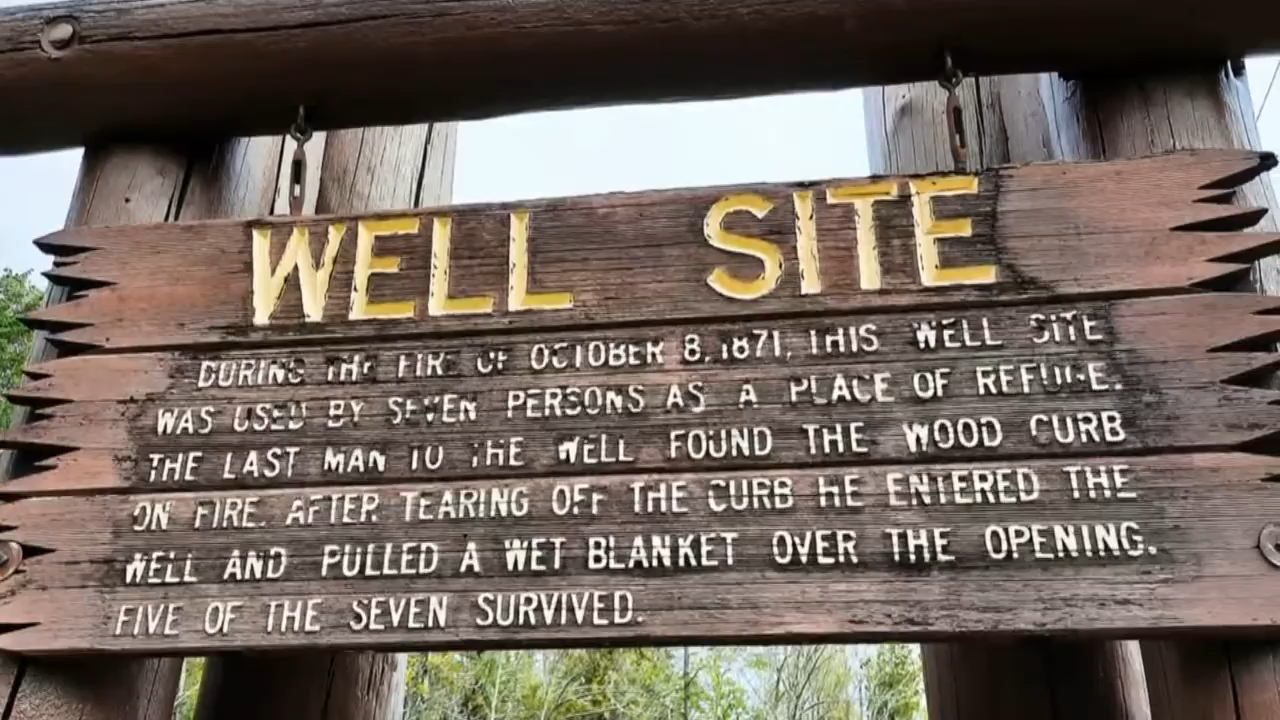 WELL SITE
DURING THE FIRE OF OCTOBER 8, 1871, THIS WELL SITE
WAS USED BY SEVEN PERSONS AS A PLACE OF REFUGE.
THE LAST MAN TO THE WELL FOUND THE WOOD CURB
ON FIRE. AFTER TEARING OFF THE CURB HE ENTERED THE
WELL AND PULLED A WET BLANKET OVER THE OPENING.
FIVE OF THE SEVEN SURVIVED.